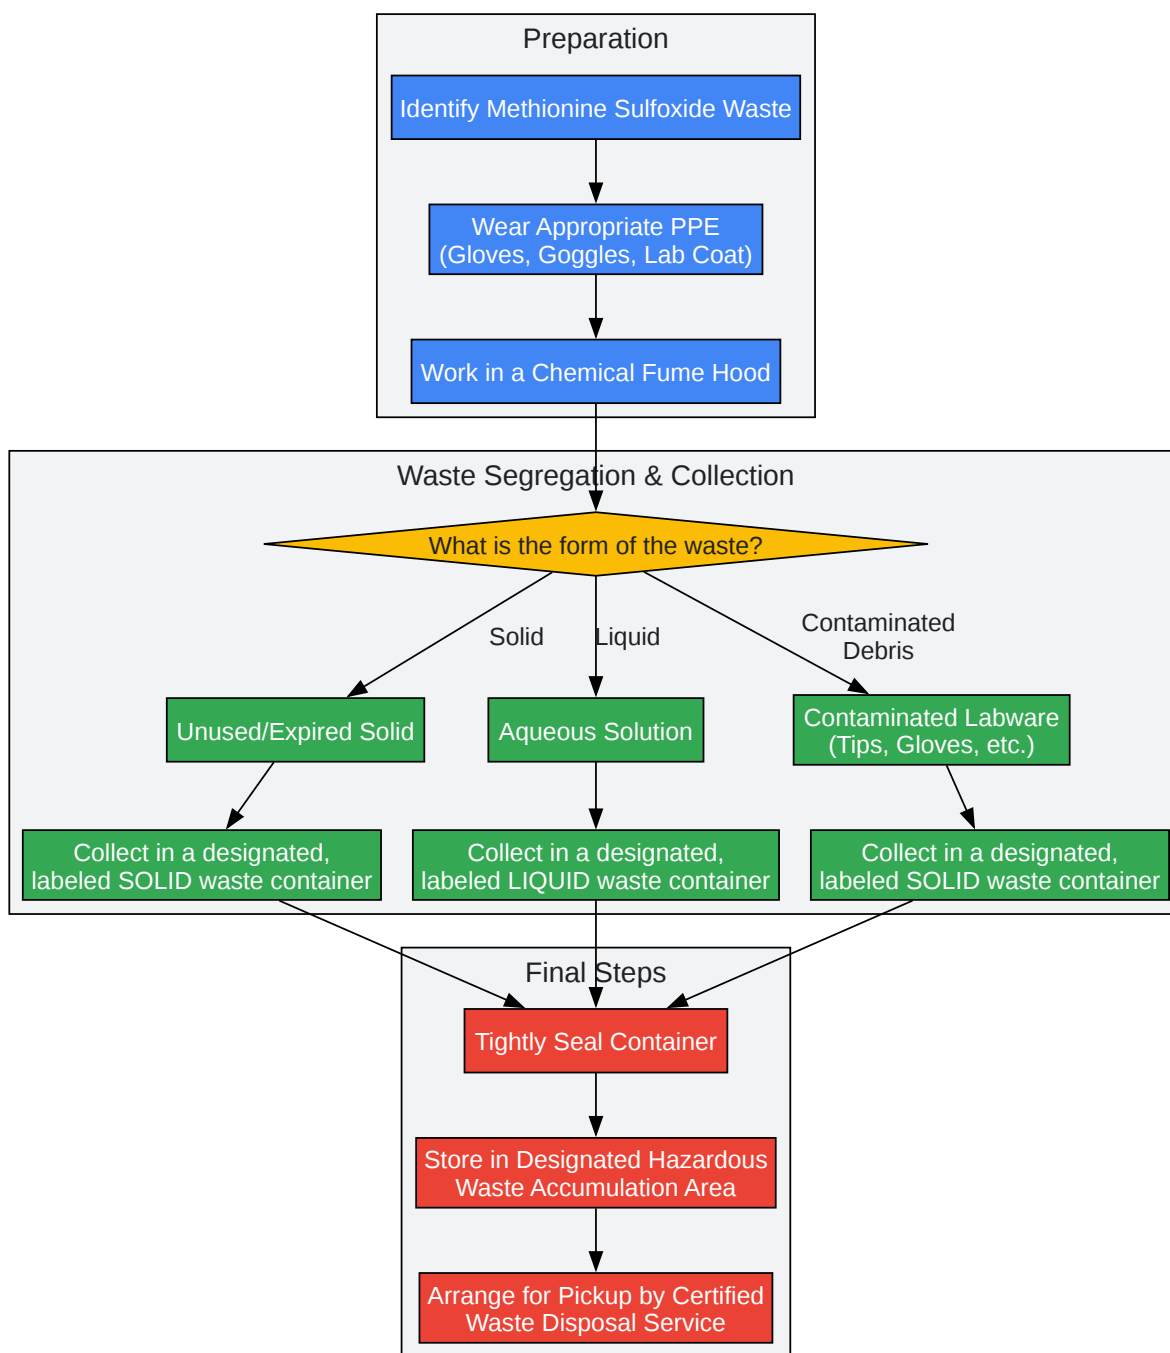 Preparation
Identify Methionine Sulfoxide Waste
Wear Appropriate PPE
(Gloves, Goggles, Lab Coat)
Work in a Chemical Fume Hood
Waste Segregation & Collection
What is the form of the waste?
Solid
Liquid
Contaminated
Debris
Unused/Expired Solid
Aqueous Solution
Contaminated Labware
(Tips, Gloves, etc.)
Collect in a designated,
labeled SOLID waste container
Collect in a designated,
labeled LIQUID waste container
Collect in a designated,
labeled SOLID waste container
Final Steps
Tightly Seal Container
Store in Designated Hazardous
Waste Accumulation Area
Arrange for Pickup by Certified
Waste Disposal Service